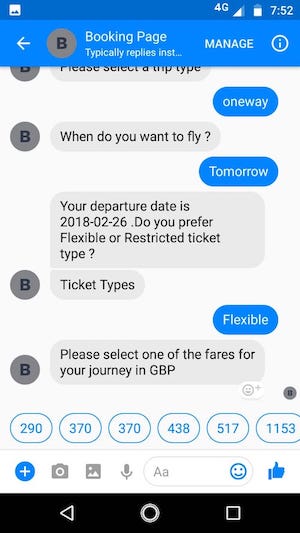 4G 7:52
B Booking Page MANAGE
Typically replies inst...
Please select a trip type
oneway
B When do you want to fly ?
Tomorrow
Your departure date is
2018-02-26 .Do you prefer
Flexible or Restricted ticket
type ?
B Ticket Types
Flexible
Please select one of the fares for
B your journey in GBP
B
290 370 370 438 517 1153
Aa